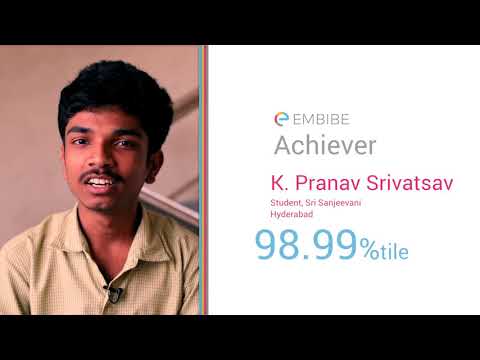 EMBIBE
Achiever
K. Pranav Srivatsav
Student, Sri Sanjeevani
Hyderabad
98.99%tile